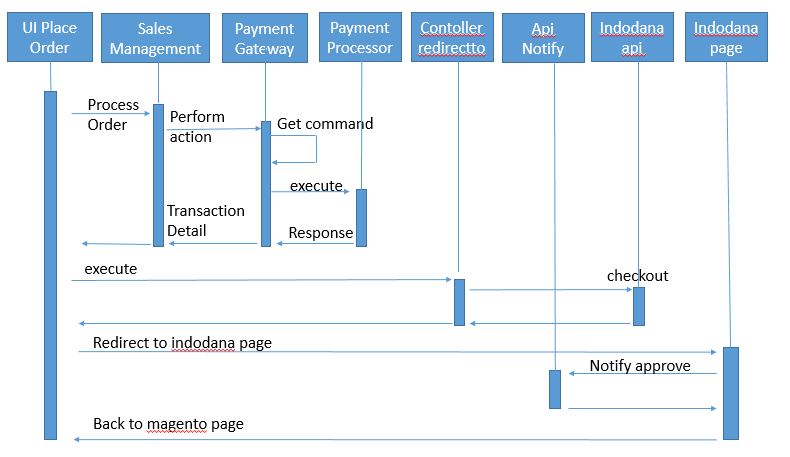 UI Place
Order
Sales
Management
Payment
Gateway
Payment
Processor
Contoller
redirectto
Api
Notify
Indodana
api
Indodana
page
Process
Order
Perform
action
Get command
execute
Transaction
Detail
Response
execute
checkout
Redirect to indodana page
Notify approve
Back to magento page